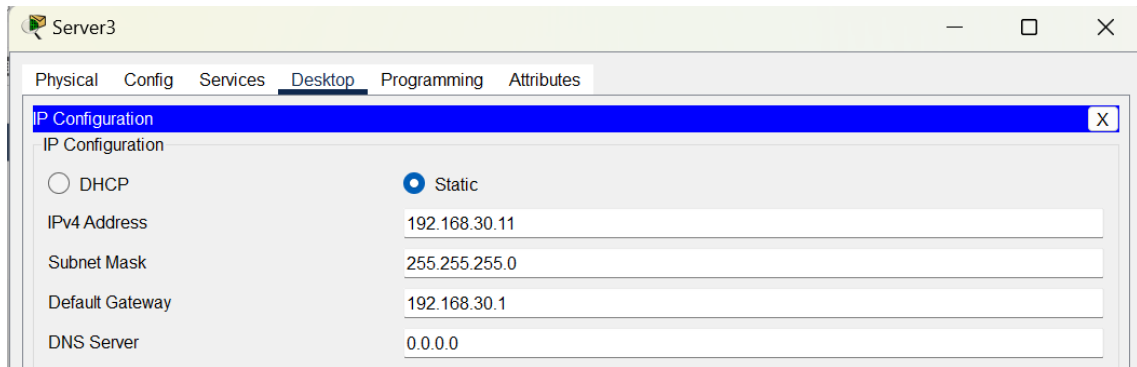 Server3
Physical Config Services Desktop Programming Attributes
IP Configuration X
IP Configuration
DHCP Static
IPv4 Address 192.168.30.11
Subnet Mask 255.255.255.0
Default Gateway 192.168.30.1
DNS Server 0.0.0.0